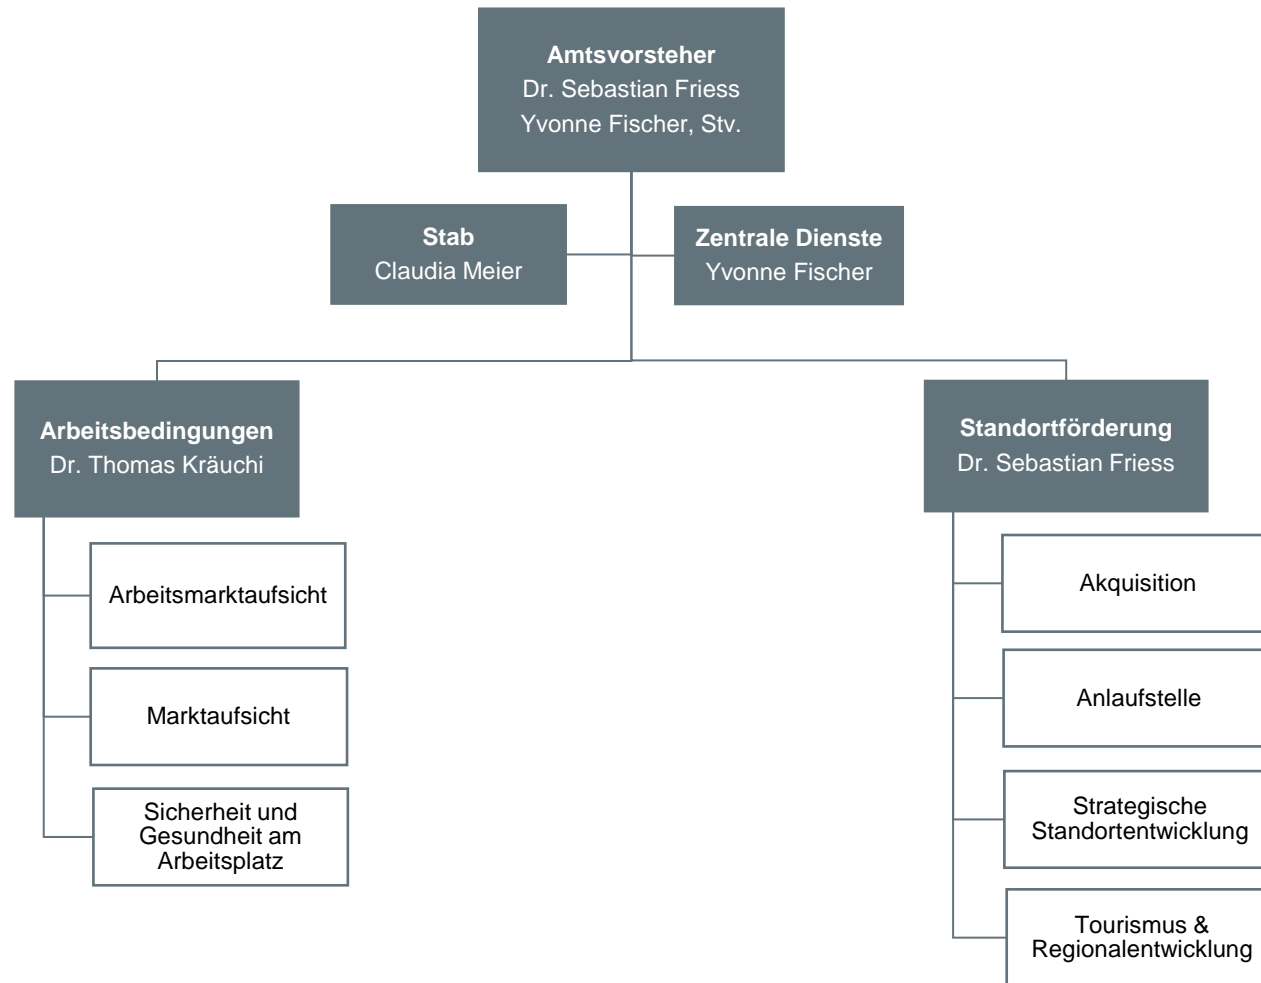 Amtsvorsteher
Dr. Sebastian Friess
Yvonne Fischer, Stv.
Stab
Claudia Meier
Zentrale Dienste
Yvonne Fischer
Arbeitsbedingungen
Dr. Thomas Kräuchi
Arbeitsmarktaufsicht
Marktaufsicht
Sicherheit und
Gesundheit am
Arbeitsplatz
Standortförderung
Dr. Sebastian Friess
Akquisition
Anlaufstelle
Strategische
Standortentwicklung
Tourismus &
Regionalentwicklung